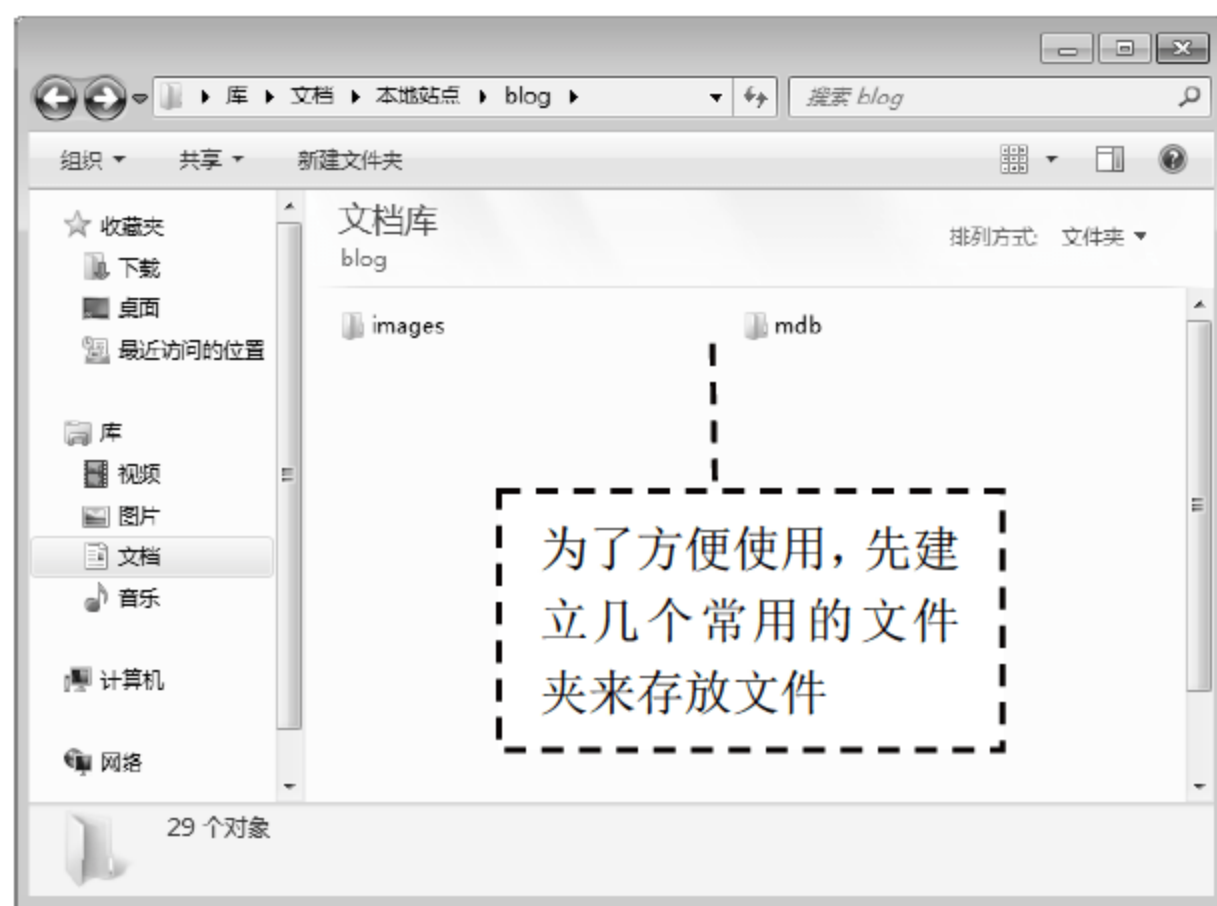 库 文档 本地站点 blog
搜索 blog
组织 共享 新建文件夹
收藏夹
下载
桌面
最近访问的位置
库
视频
图片
文档
音乐
计算机
网络
文档库
blog
排列方式: 文件夹
images
mdb
为了方便使用，先建
立几个常用的文件
夹来存放文件
29 个对象